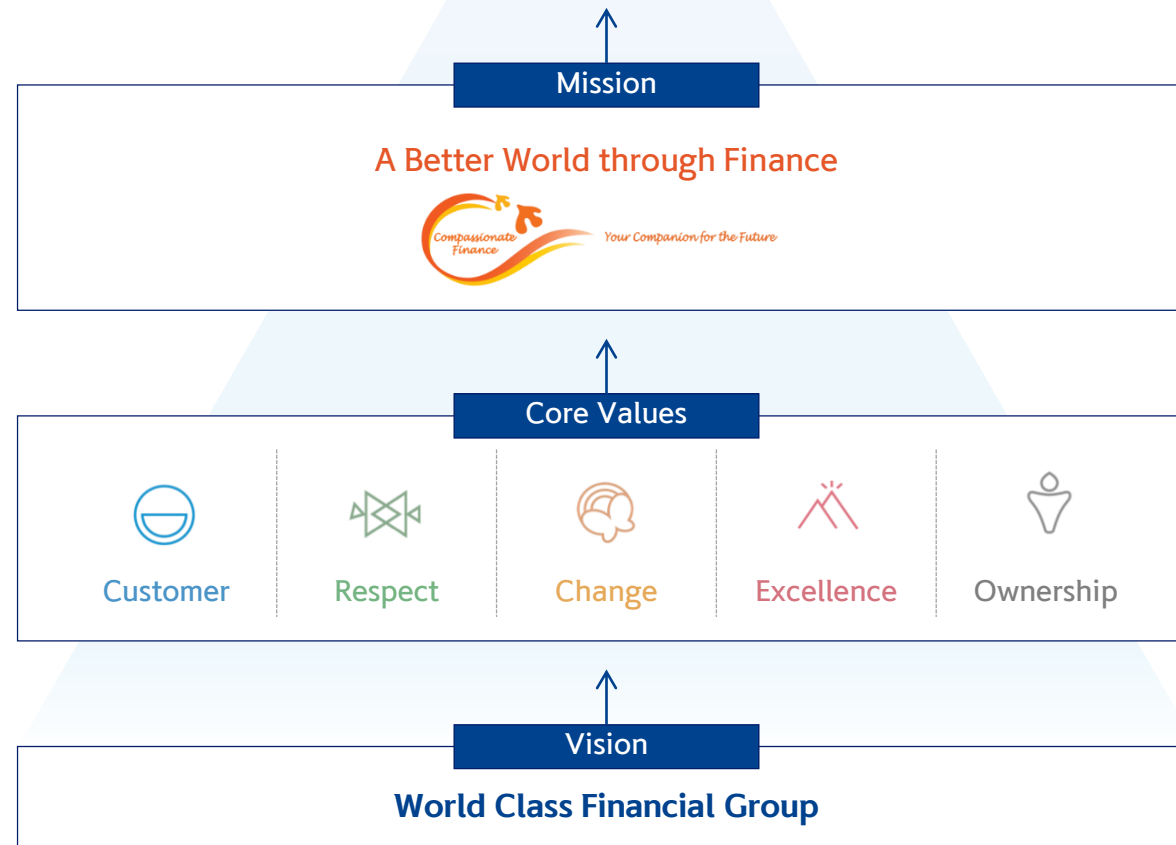 Mission
A Better World through Finance
Compassionate
Finance
Your Companion for the Future
Core Values
Customer
Respect
Change
Excellence
Ownership
Vision
World Class Financial Group